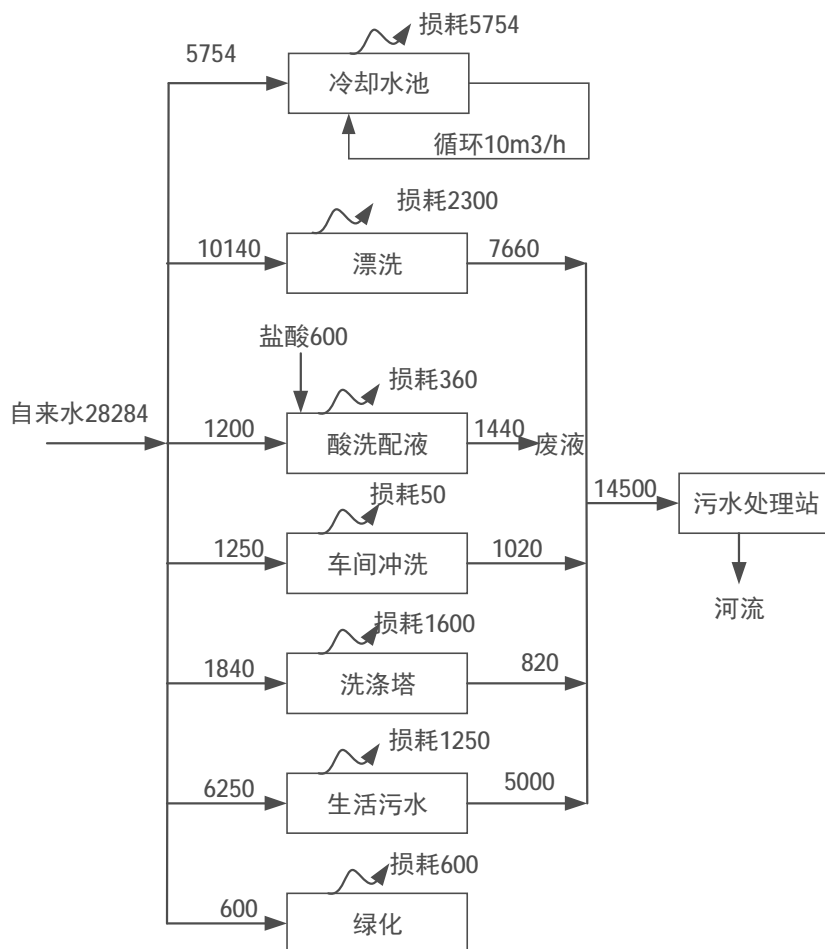 损耗5754
5754
冷却水池
循环10m3/h
损耗2300
10140
漂洗
7660
盐酸600
损耗360
自来水28284
1200
酸洗配液
1440
废液
14500
污水处理站
损耗50
1250
车间冲洗
1020
河流
损耗1600
1840
洗涤塔
820
损耗1250
6250
生活污水
5000
损耗600
600
绿化